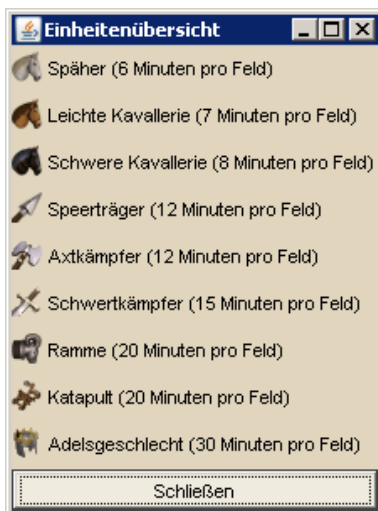 Einheitenübersicht
Späher (6 Minuten pro Feld)
Leichte Kavallerie (7 Minuten pro Feld)
Schwere Kavallerie (8 Minuten pro Feld)
Speerträger (12 Minuten pro Feld)
Axtkämpfer (12 Minuten pro Feld)
Schwertkämpfer (15 Minuten pro Feld)
Ramme (20 Minuten pro Feld)
Katapult (20 Minuten pro Feld)
Adelsgeschlecht (30 Minuten pro Feld)
Schließen